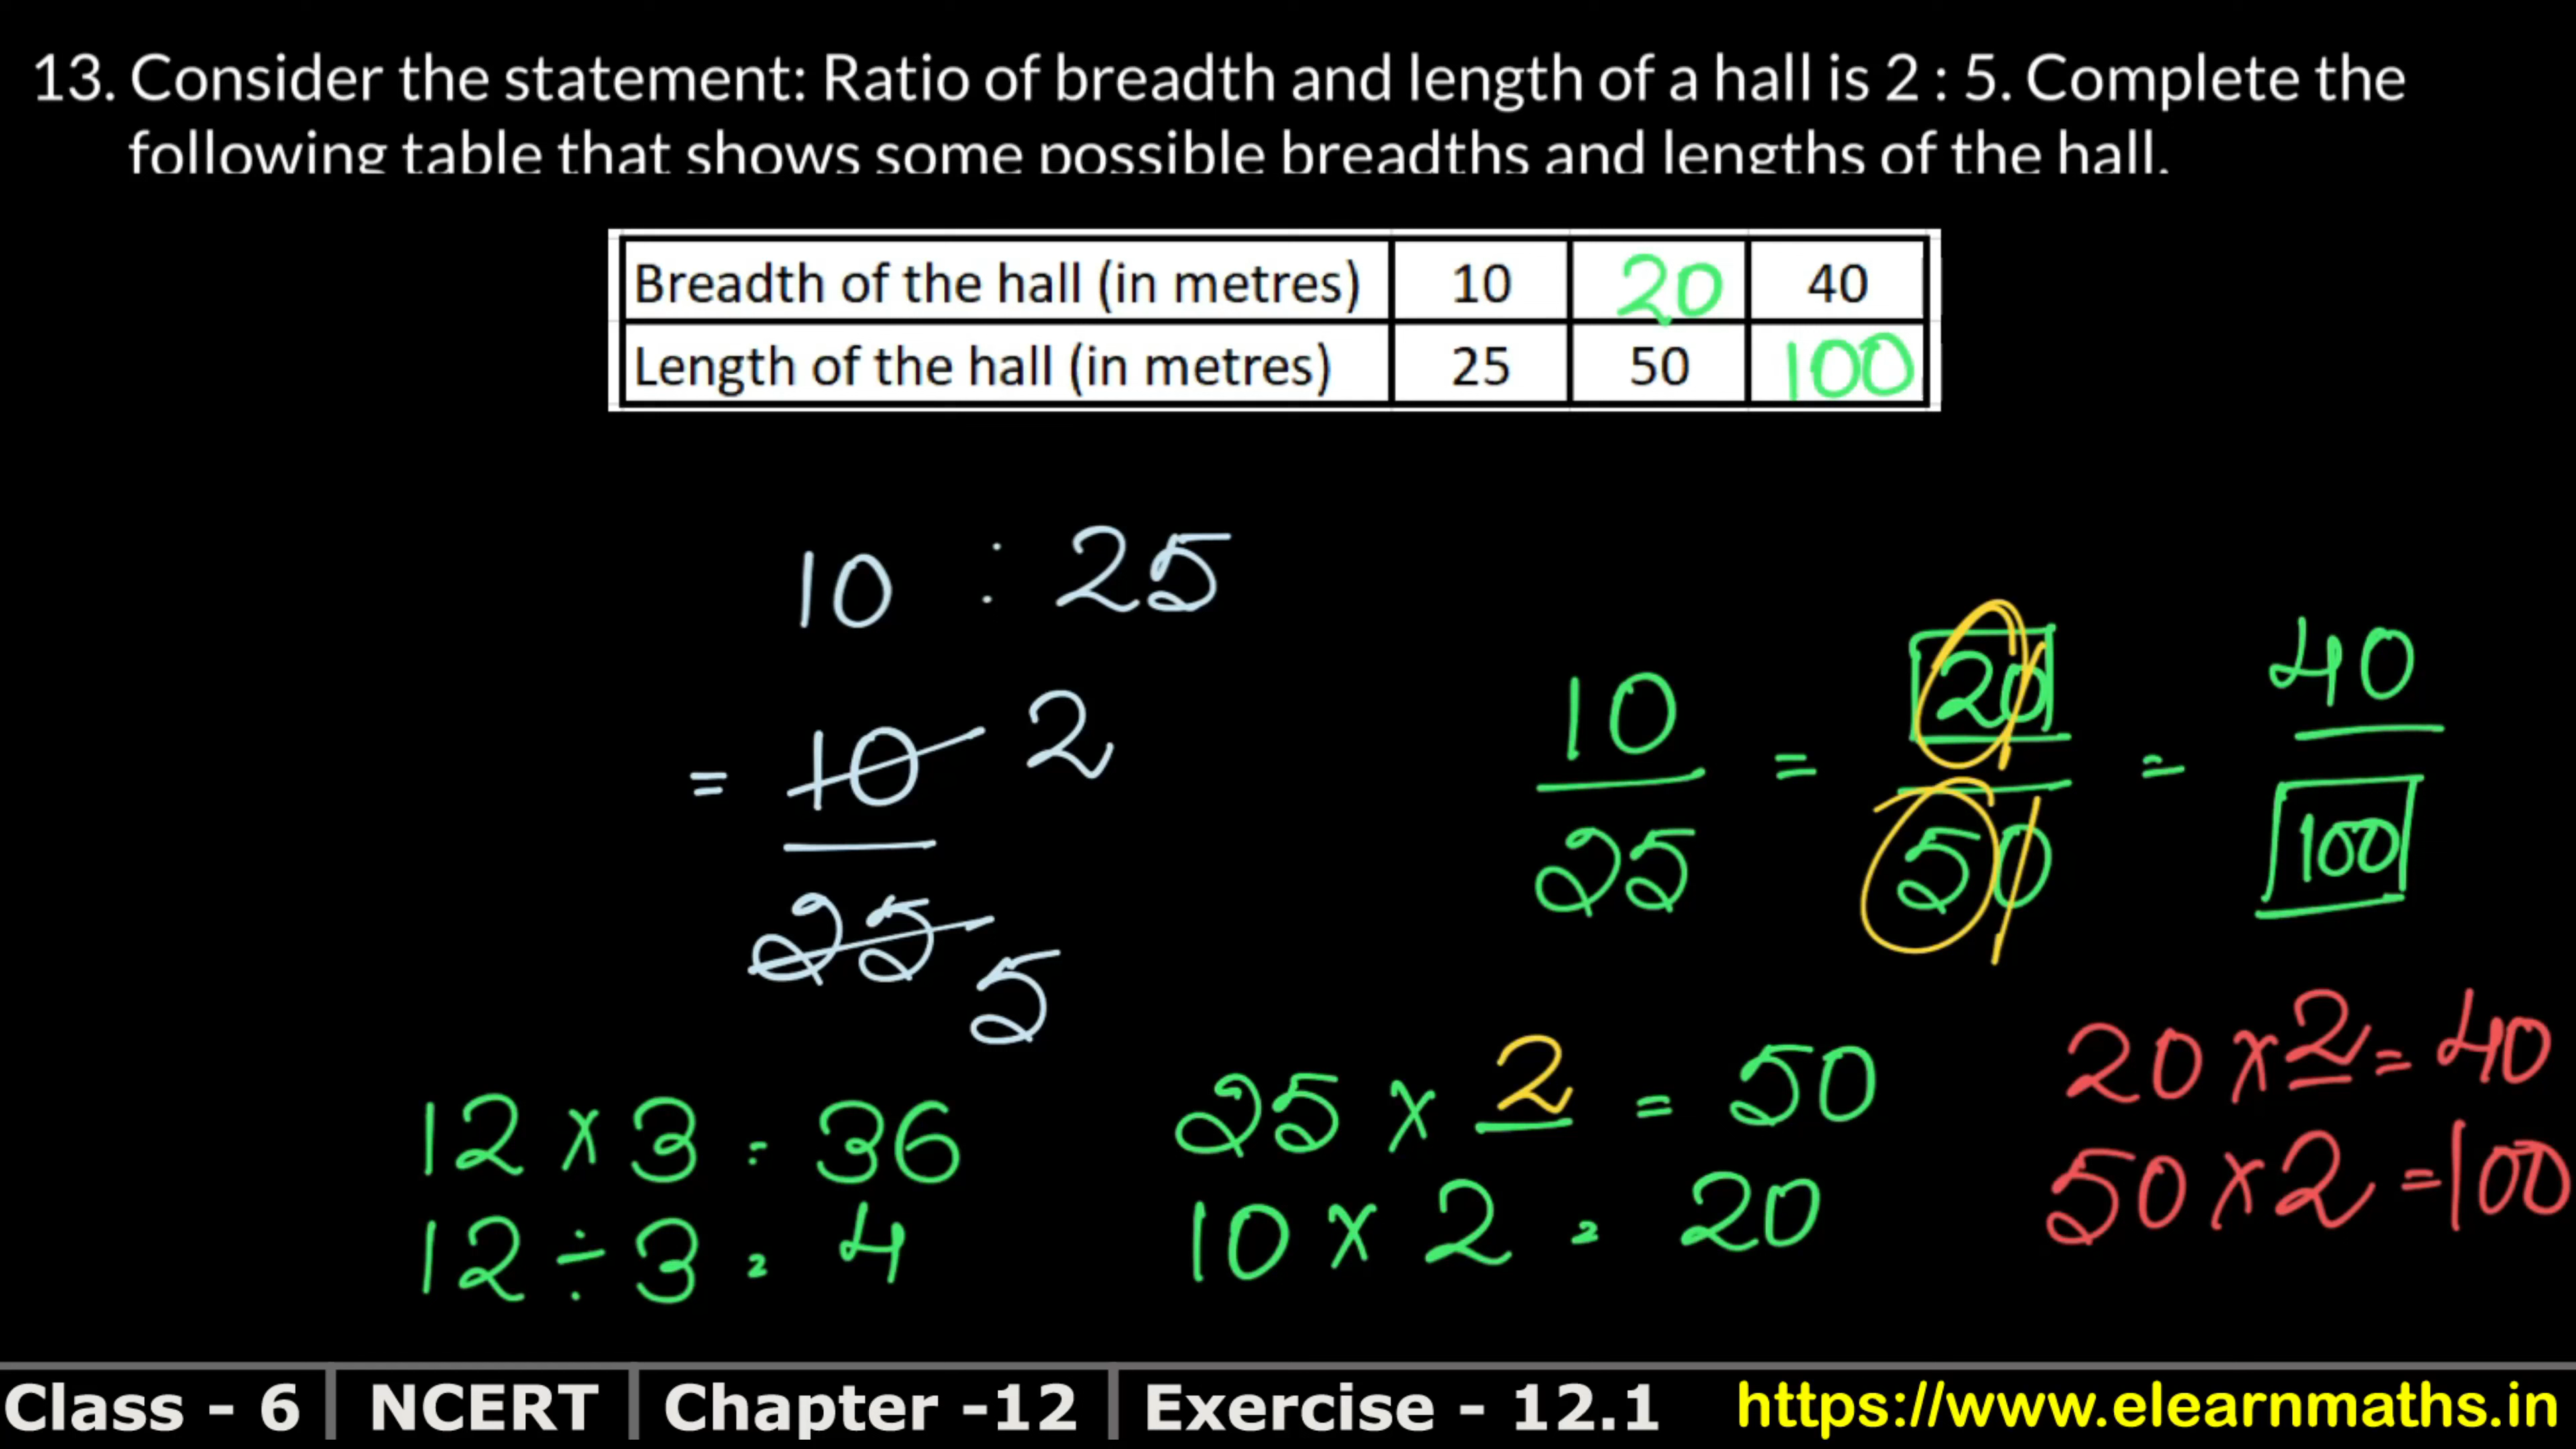 13. Consider the statement: Ratio of breadth and length of a hall is 2 : 5. Complete the
following table that shows some possible breadths and lengths of the hall.
Breadth of the hall (in metres) 10 20 40
Length of the hall (in metres) 25 50 100
10 : 25
= 10 2
25 5
10 = 20 = 40
25 50 100
12 × 3 = 36
12 ÷ 3 = 4
25 × 2 = 50
10 × 2 = 20
20 × 2 = 40
50 × 2 = 100
Class - 6 | NCERT | Chapter -12 | Exercise - 12.1 https://www.elearnmaths.in